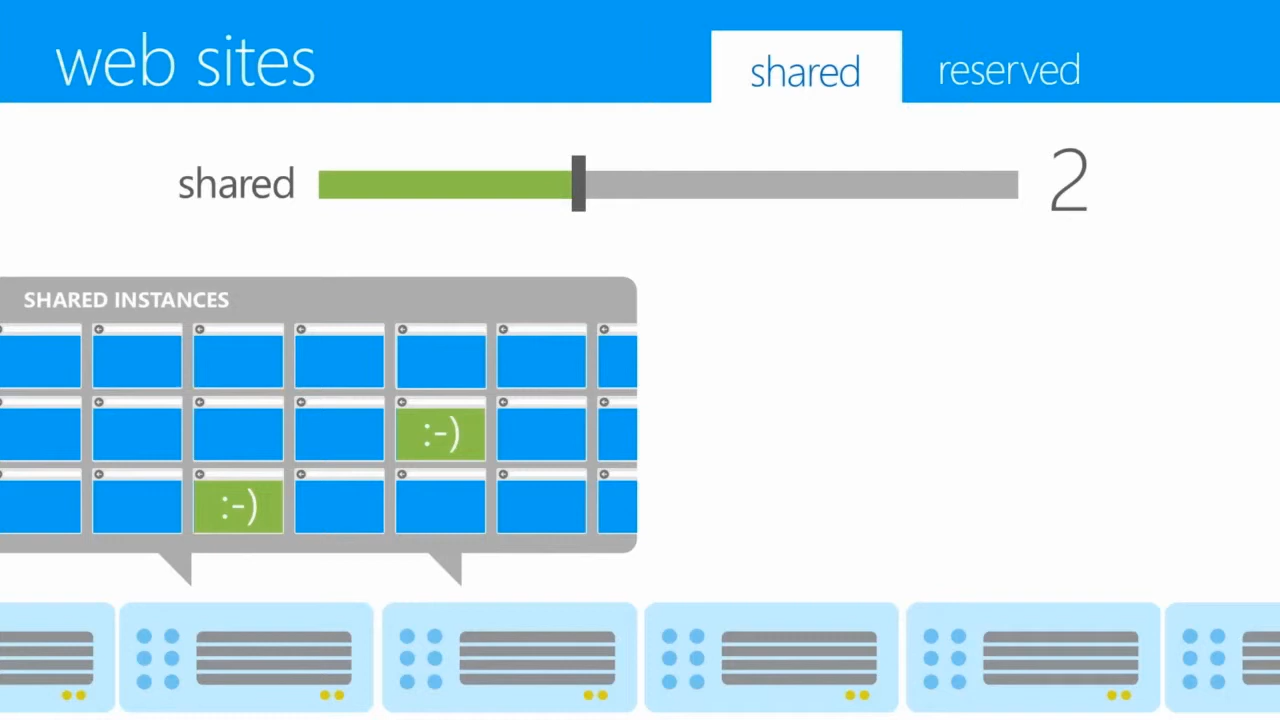 web sites
shared
reserved
shared
2
SHARED INSTANCES
:-)
:-)